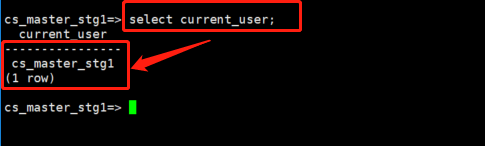 cs_master_stg1=> select current_user;
current_user
----------------
cs_master_stg1
(1 row)
cs_master_stg1=>